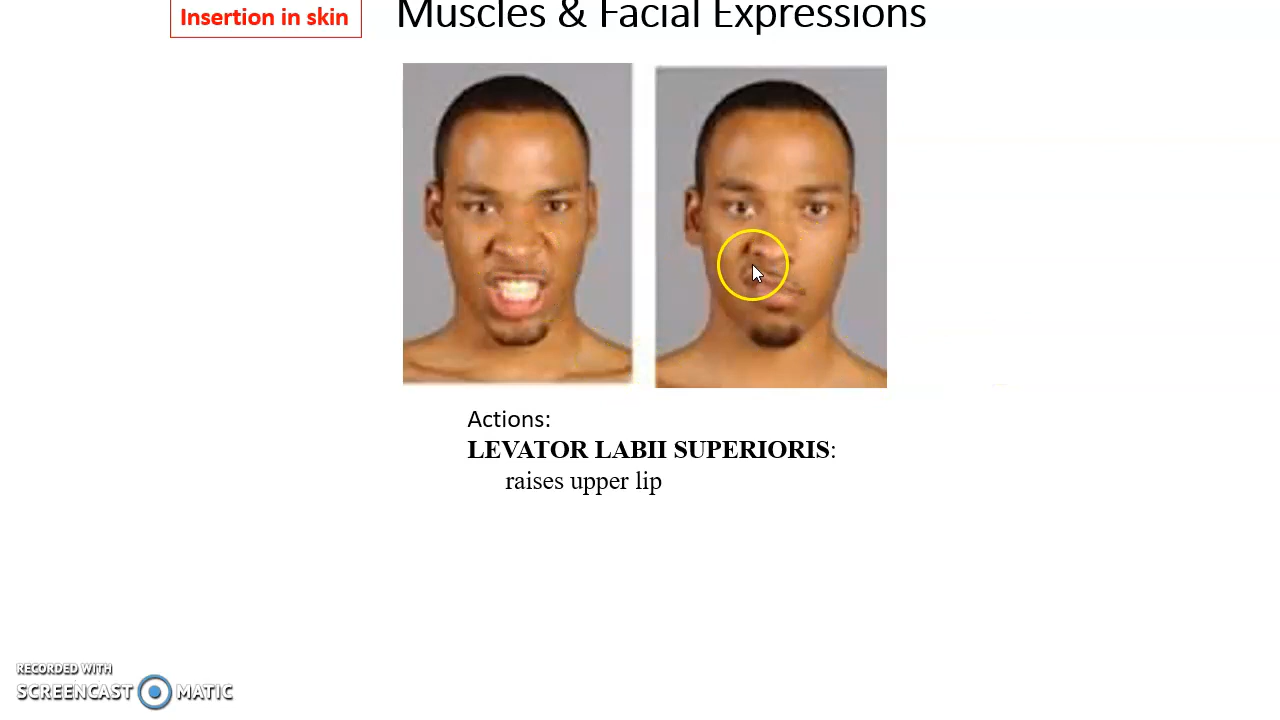 Insertion in skin
Muscles & Facial Expressions
Actions:
LEVATOR LABII SUPERIORIS:
raises upper lip
RECORDED WITH
SCREENCAST MATIC